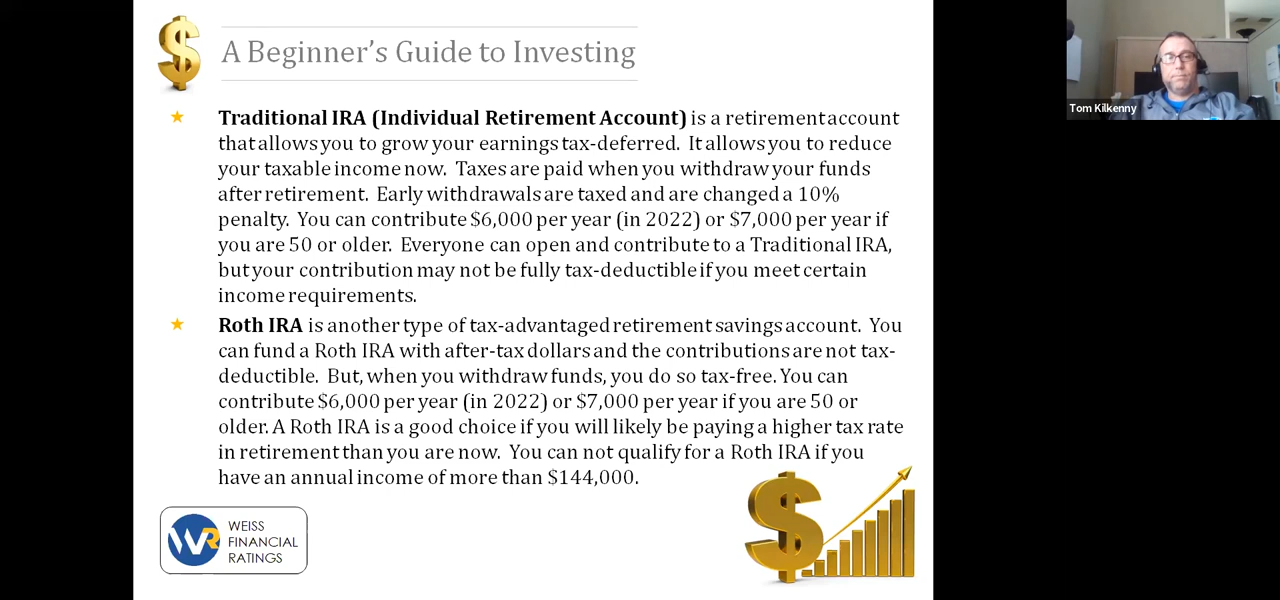 A Beginner's Guide to Investing
Traditional IRA (Individual Retirement Account) is a retirement account
that allows you to grow your earnings tax-deferred. It allows you to reduce
your taxable income now. Taxes are paid when you withdraw your funds
after retirement. Early withdrawals are taxed and are changed a 10%
penalty. You can contribute $6,000 per year (in 2022) or $7,000 per year if
you are 50 or older. Everyone can open and contribute to a Traditional IRA,
but your contribution may not be fully tax-deductible if you meet certain
income requirements.
Roth IRA is another type of tax-advantaged retirement savings account. You
can fund a Roth IRA with after-tax dollars and the contributions are not tax-
deductible. But, when you withdraw funds, you do so tax-free. You can
contribute $6,000 per year (in 2022) or $7,000 per year if you are 50 or
older. A Roth IRA is a good choice if you will likely be paying a higher tax rate
in retirement than you are now. You can not qualify for a Roth IRA if you
have an annual income of more than $144,000.
WR
WEISS
FINANCIAL
RATINGS
Tom Kilkenny